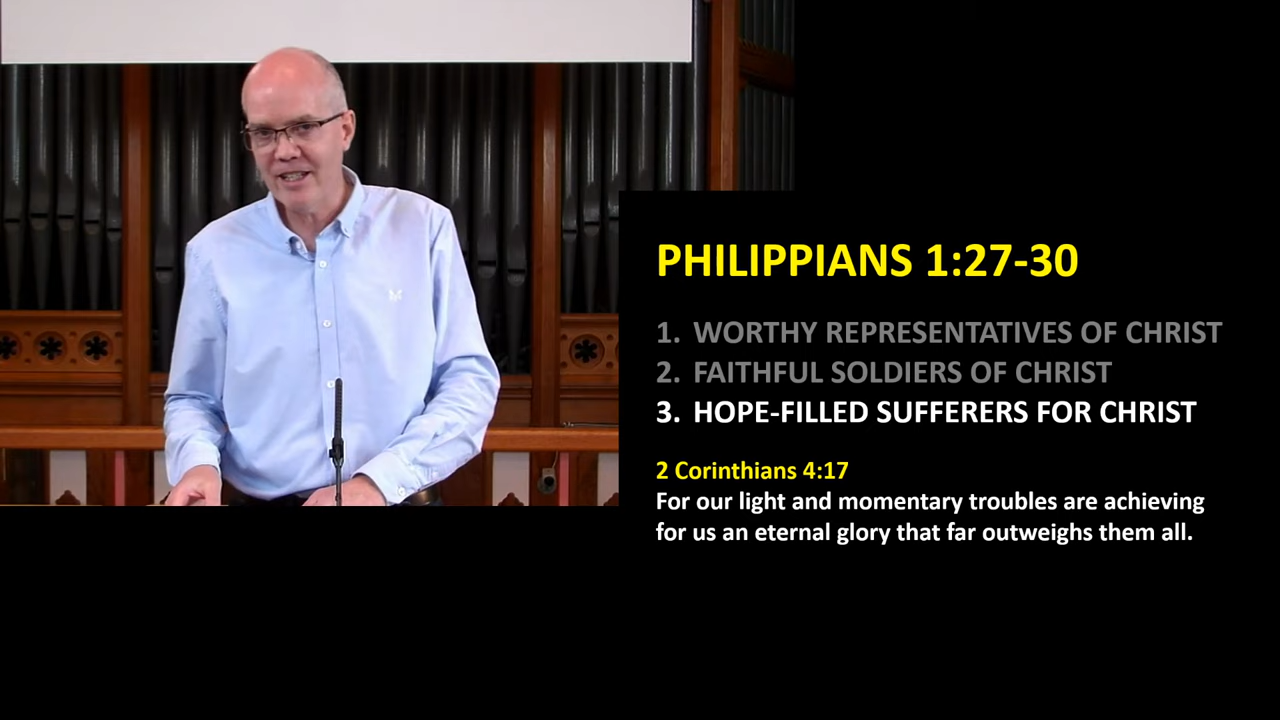 PHILIPPIANS 1:27-30
1. WORTHY REPRESENTATIVES OF CHRIST
2. FAITHFUL SOLDIERS OF CHRIST
3. HOPE-FILLED SUFFERERS FOR CHRIST
2 Corinthians 4:17
For our light and momentary troubles are achieving
for us an eternal glory that far outweighs them all.